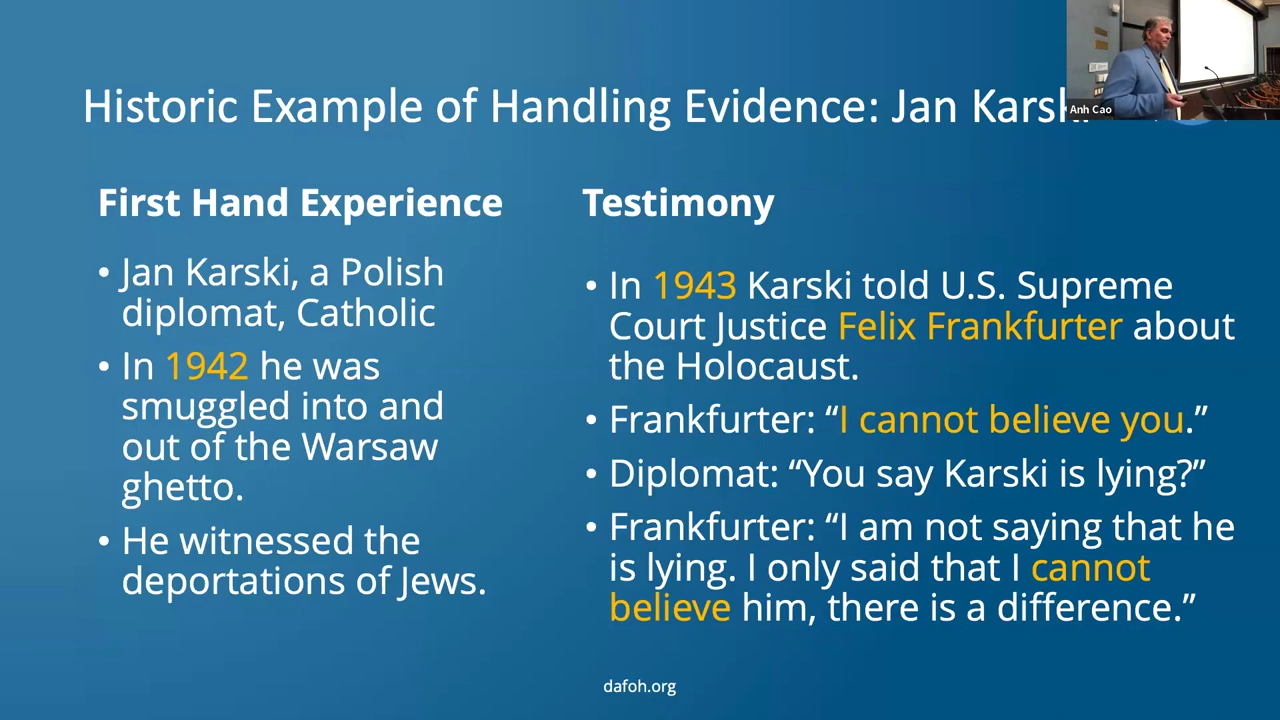 Historic Example of Handling Evidence: Jan Karski
Anh Cao
First Hand Experience
• Jan Karski, a Polish
diplomat, Catholic
• In 1942 he was
smuggled into and
out of the Warsaw
ghetto.
• He witnessed the
deportations of Jews.
Testimony
• In 1943 Karski told U.S. Supreme
Court Justice Felix Frankfurter about
the Holocaust.
• Frankfurter: “I cannot believe you.”
• Diplomat: “You say Karski is lying?”
• Frankfurter: “I am not saying that he
is lying. I only said that I cannot
believe him, there is a difference.”
dafoh.org